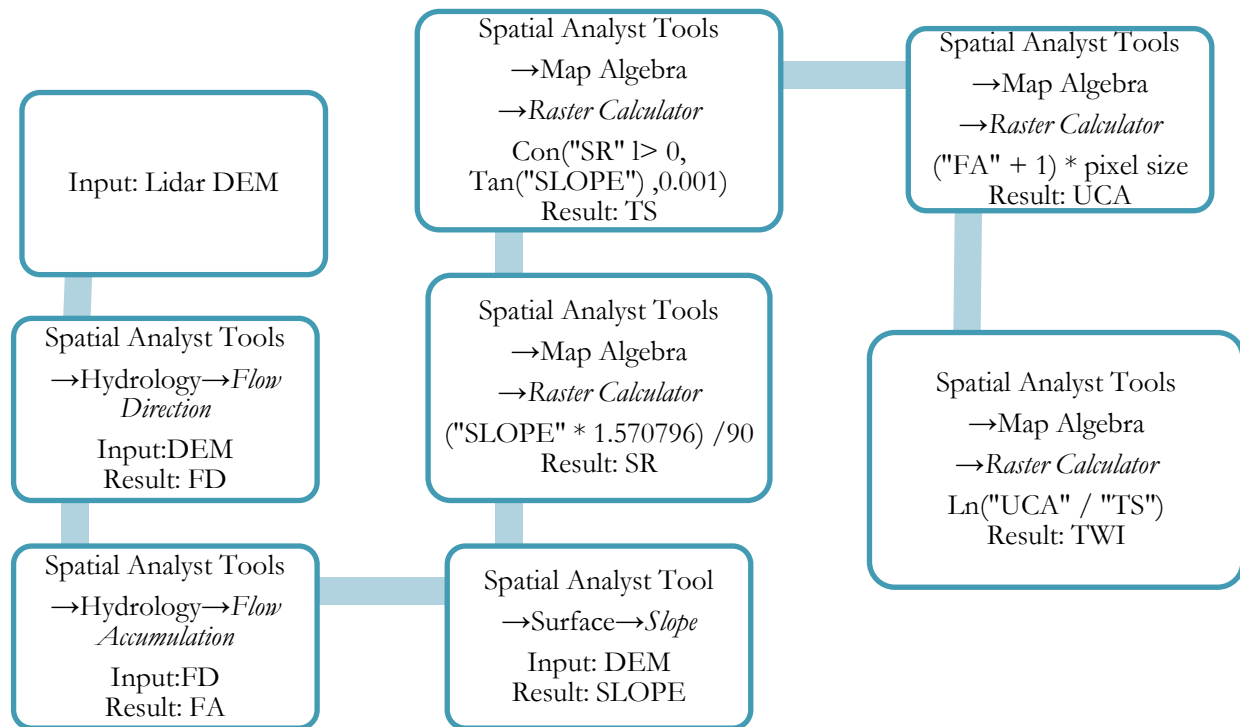 Input: Lidar DEM
Spatial Analyst Tools
→Hydrology→Flow
Direction
Input:DEM
Result: FD
Spatial Analyst Tools
→Hydrology→Flow
Accumulation
Input:FD
Result: FA
Spatial Analyst Tool
→Surface→Slope
Input: DEM
Result: SLOPE
Spatial Analyst Tools
→Map Algebra
→Raster Calculator
("SLOPE" * 1.570796) /90
Result: SR
Spatial Analyst Tools
→Map Algebra
→Raster Calculator
Con("SR" l> 0,
Tan("SLOPE") ,0.001)
Result: TS
Spatial Analyst Tools
→Map Algebra
→Raster Calculator
("FA" + 1) * pixel size
Result: UCA
Spatial Analyst Tools
→Map Algebra
→Raster Calculator
Ln("UCA" / "TS")
Result: TWI